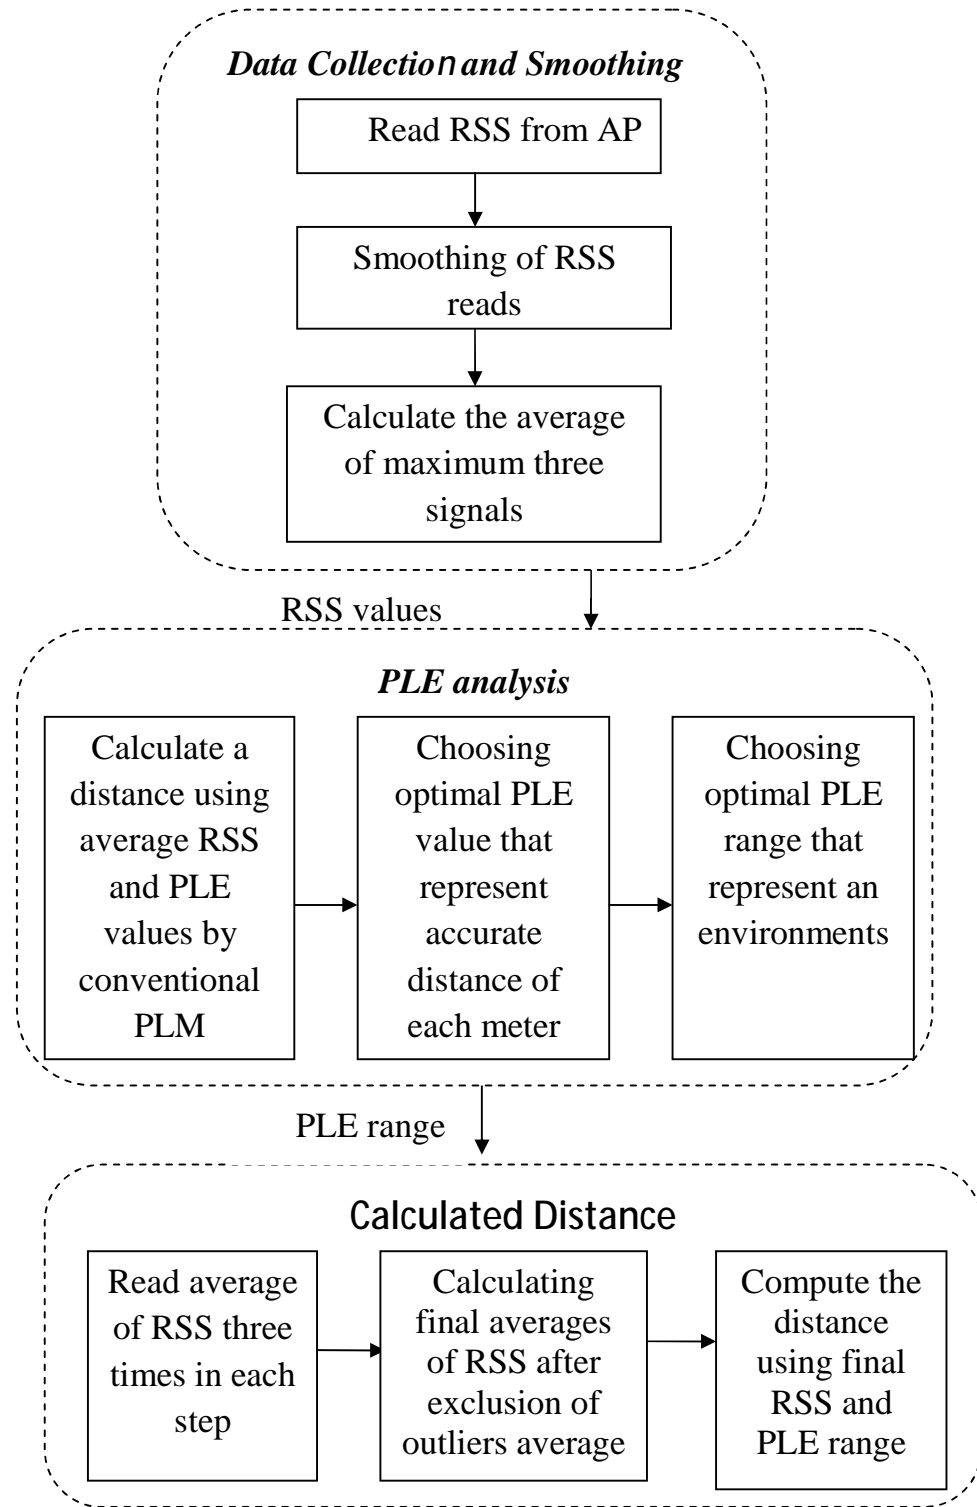 Data Collection and Smoothing
Read RSS from AP
Smoothing of RSS
reads
Calculate the average
of maximum three
signals
RSS values
PLE analysis
Calculate a
distance using
average RSS
and PLE
values by
conventional
PLM
Choosing
optimal PLE
value that
represent
accurate
distance of
each meter
Choosing
optimal PLE
range that
represent an
environments
PLE range
Calculated Distance
Read average
of RSS three
times in each
step
Calculating
final averages
of RSS after
exclusion of
outliers average
Compute the
distance
using final
RSS and
PLE range